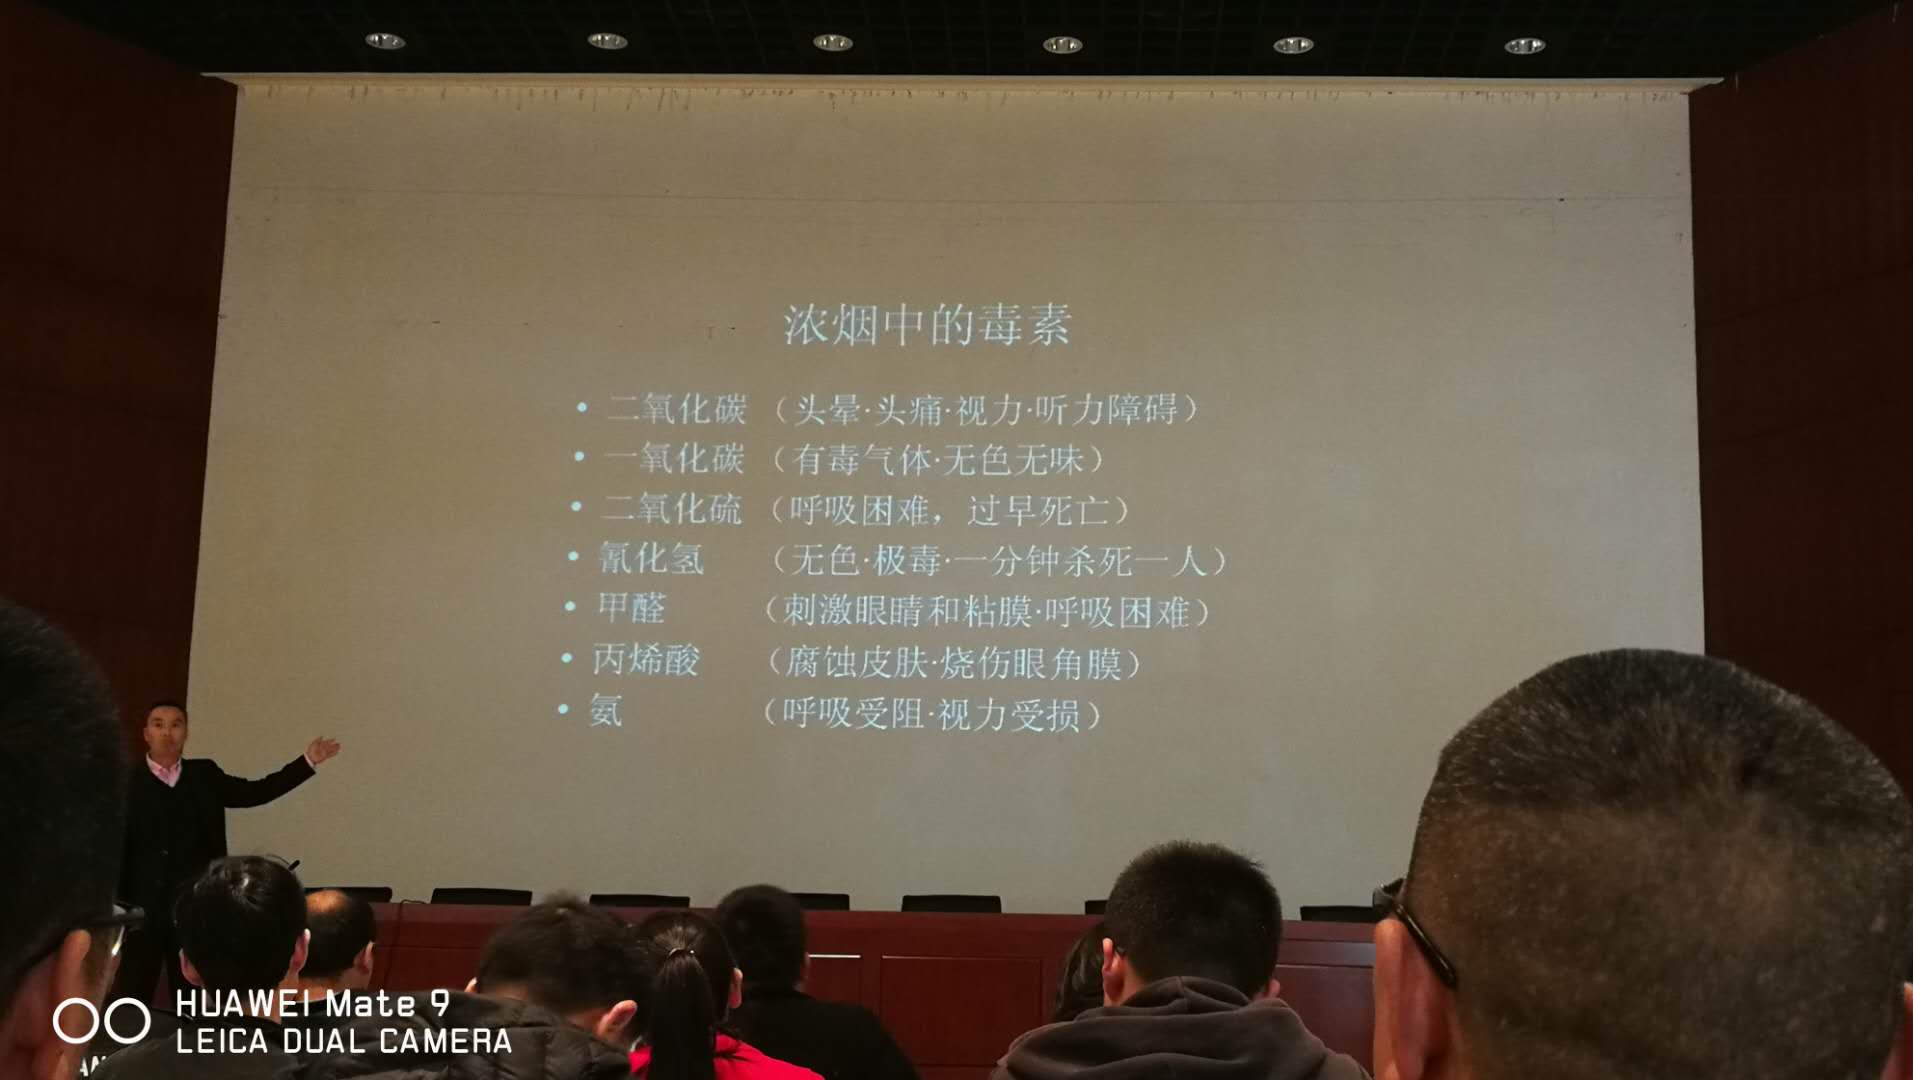 浓烟中的毒素
• 二氧化碳 （头晕·头痛·视力·听力障碍）
• 一氧化碳 （有毒气体·无色无味）
• 二氧化硫 （呼吸困难，过早死亡）
• 氰化氢 （无色·极毒·一分钟杀死一人）
• 甲醛 （刺激眼睛和粘膜·呼吸困难）
• 丙烯酸 （腐蚀皮肤·烧伤眼角膜）
• 氨 （呼吸受阻·视力受损）
HUAWEI Mate 9
LEICA DUAL CAMERA